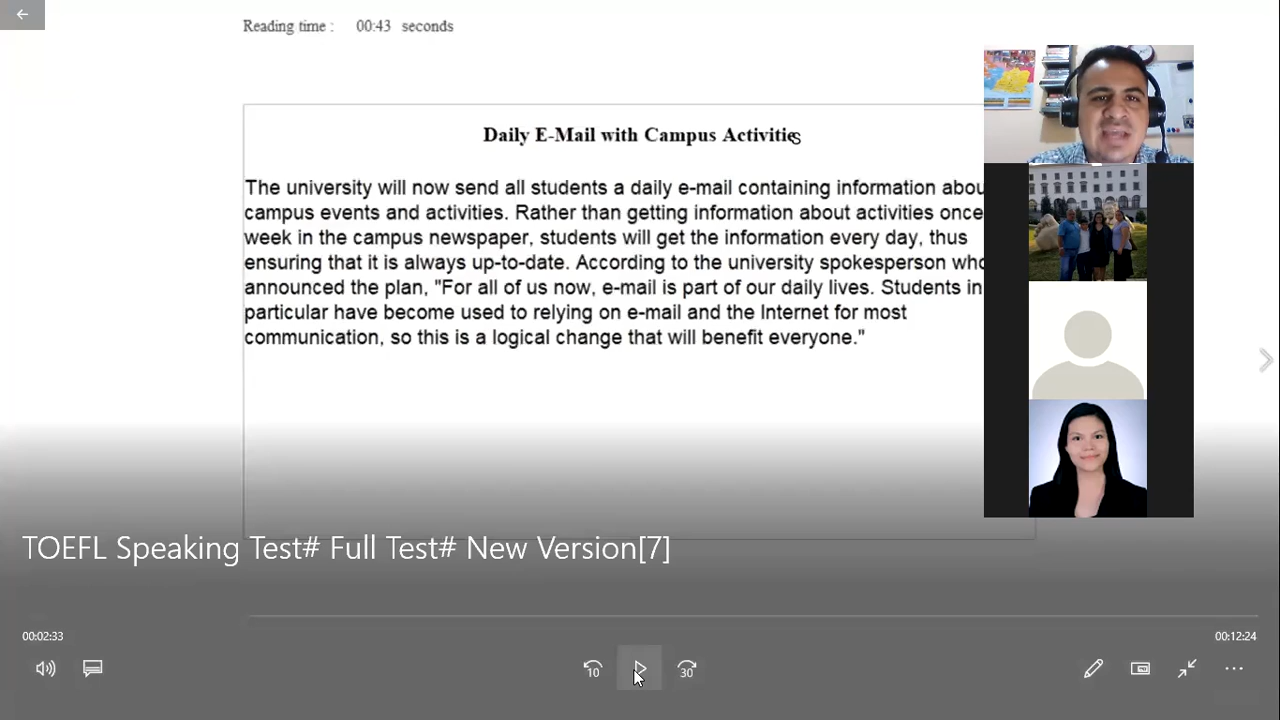 Reading time : 00:43 seconds
Daily E-Mail with Campus Activities
The university will now send all students a daily e-mail containing information abou
campus events and activities. Rather than getting information about activities once
week in the campus newspaper, students will get the information every day, thus
ensuring that it is always up-to-date. According to the university spokesperson who
announced the plan, "For all of us now, e-mail is part of our daily lives. Students in
particular have become used to relying on e-mail and the Internet for most
communication, so this is a logical change that will benefit everyone."
TOEFL Speaking Test# Full Test# New Version[7]
00:02:33
00:12:24
10
30